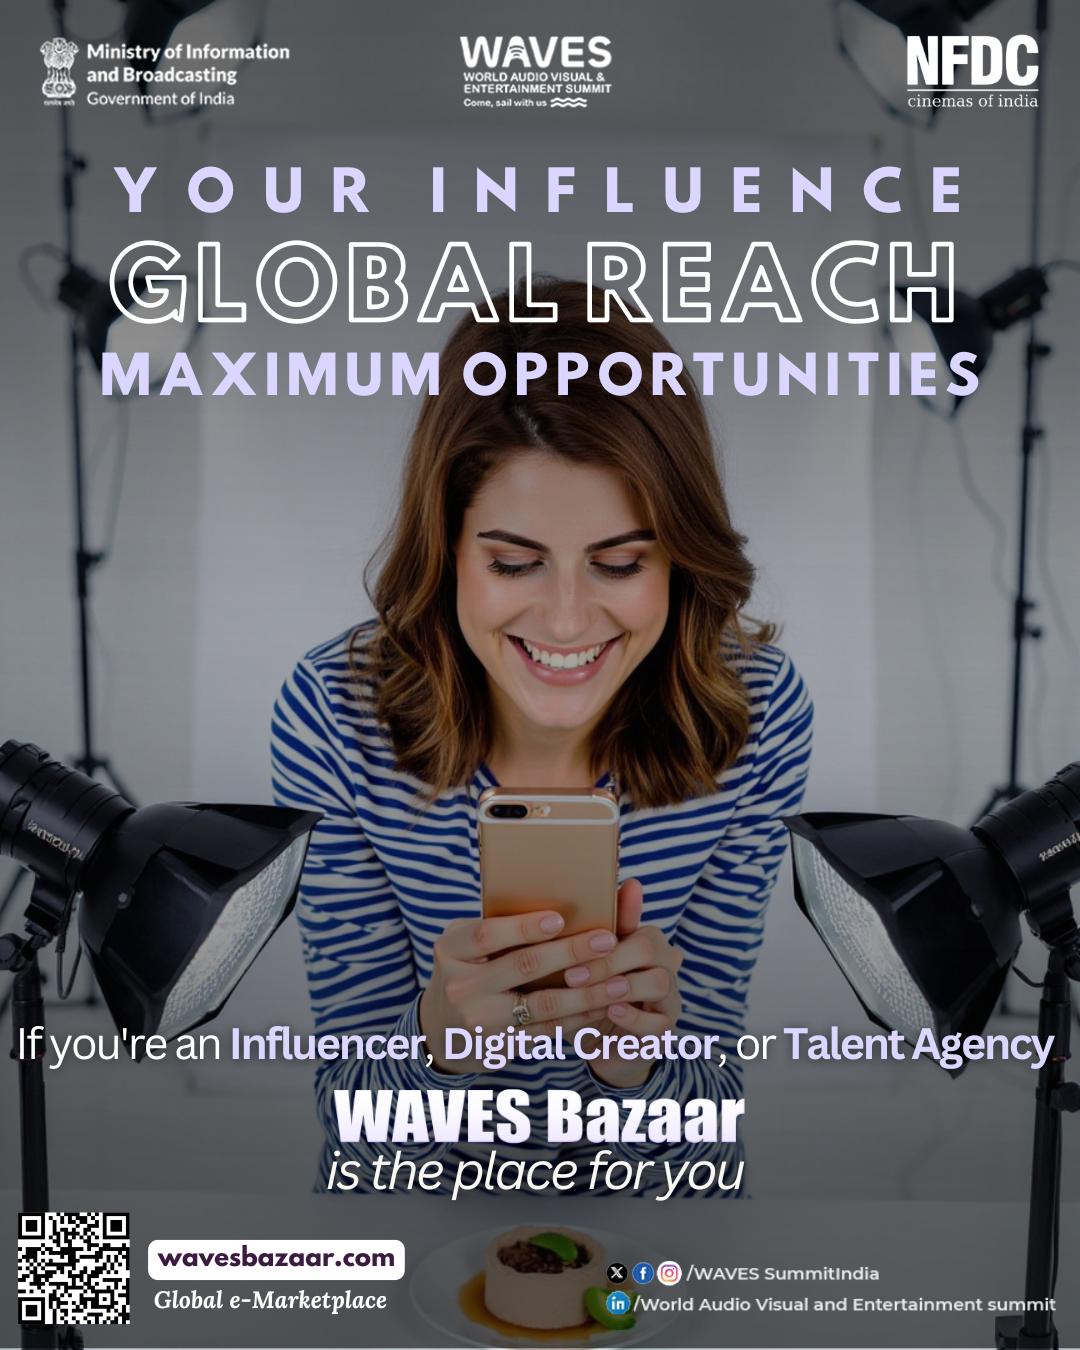 Ministry of Information
and Broadcasting
Government of India
WAVES
WORLD AUDIO VISUAL &
ENTERTAINMENT SUMMIT
Come, sail with us
NFDC
cinemas of india
YOUR INFLUENCE
GLOBAL REACH
MAXIMUM OPPORTUNITIES
If you're an Influencer, Digital Creator, or Talent Agency
WAVES Bazaar
is the place for you
wavesbazaar.com
Global e-Marketplace
/WAVES SummitIndia
/World Audio Visual and Entertainment summit